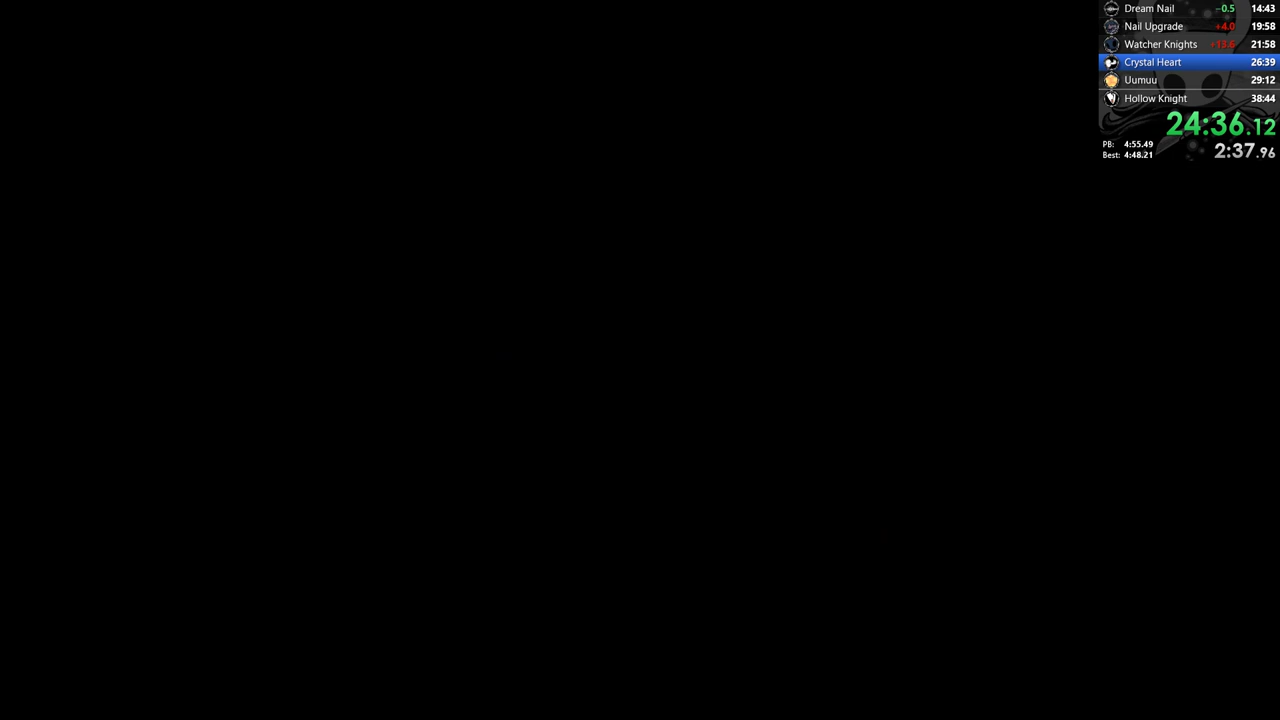 Dream Nail −0.5 14:43
Nail Upgrade +4.0 19:58
Watcher Knights +13.6 21:58
Crystal Heart 26:39
Uumuu 29:12
Hollow Knight 38:44
24:36.12
PB: 4:55.49
Best: 4:48.21
2:37.96